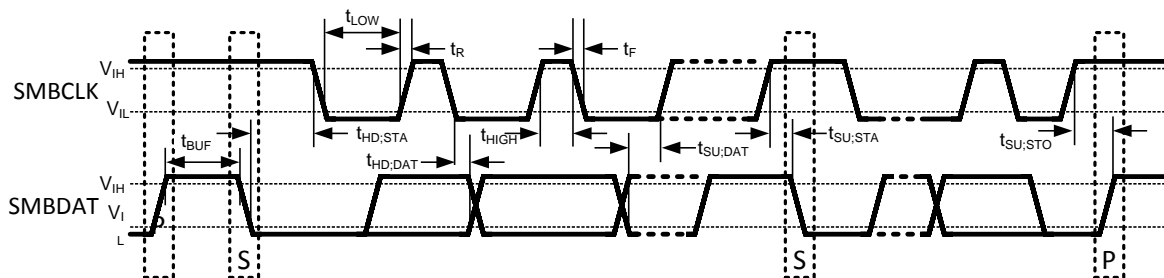 tLOW
tR
tF
VIH
SMBCLK
VIL
tBUF
tHD;STA
tHIGH
tSU;DAT
tSU;STA
tSU;STO
tHD;DAT
VIH
SMBDAT
VI
L
P
S
S
P